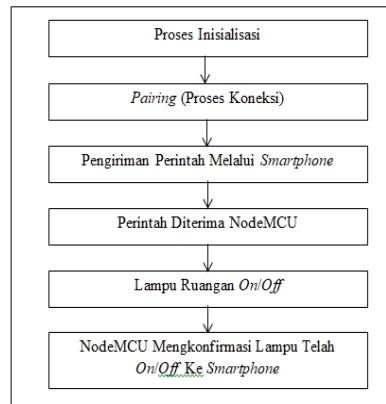 Proses Inisialisasi
Pairing (Proses Koneksi)
Pengiriman Perintah Melalui Smartphone
Perintah Diterima NodeMCU
Lampu Ruangan On/Off
NodeMCU Mengkonfirmasi Lampu Telah
On/Off Ke Smartphone